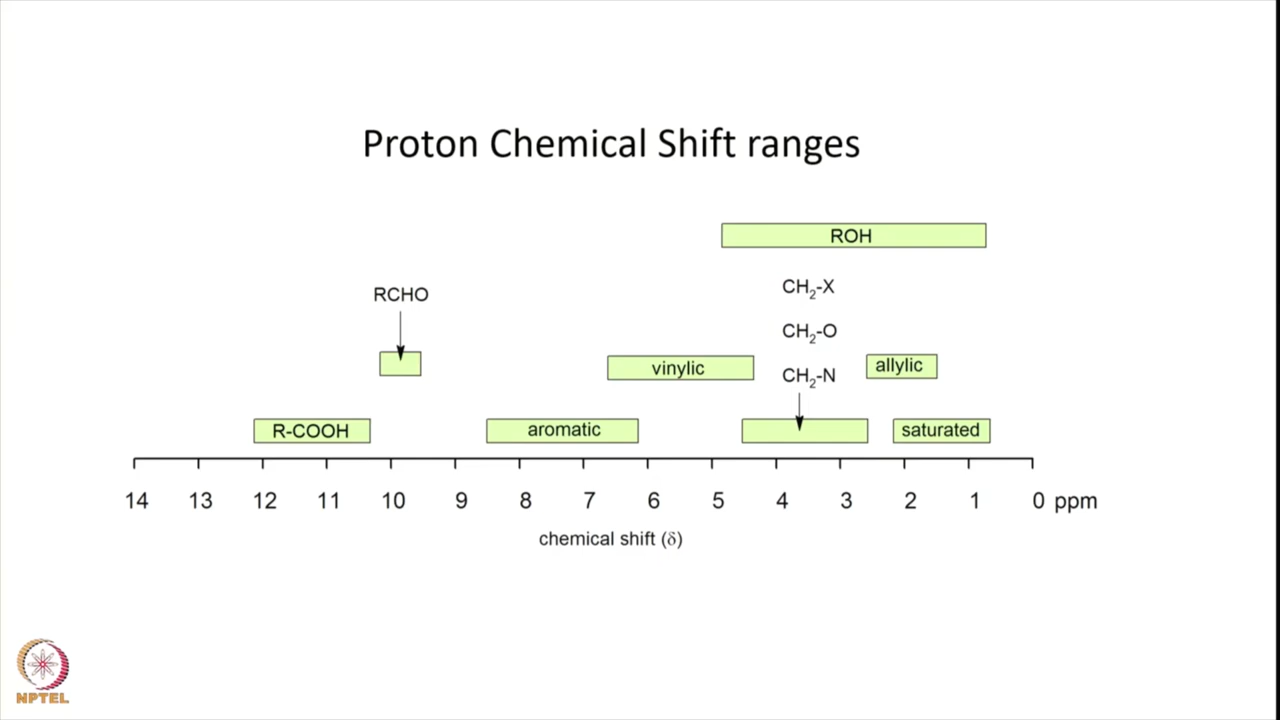 Proton Chemical Shift ranges
ROH
CH2-X
RCHO
CH2-O
vinylic
allylic
CH2-N
R-COOH
aromatic
saturated
14 13 12 11 10 9 8 7 6 5 4 3 2 1 0 ppm
chemical shift (δ)
NPTEL